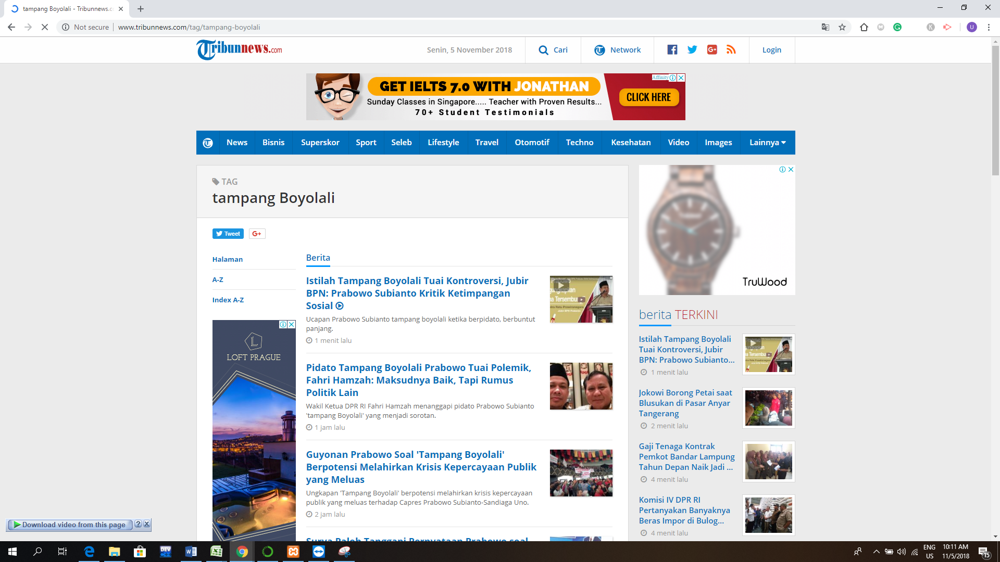 tampang Boyolali - Tribunnews.c
Not secure
www.tribunnews.com/tag/tampang-boyolali
U
Tribunnews.com
Senin, 5 November 2018
Cari
Network
Login
GET IELTS 7.0 WITH JONATHAN
Sunday Classes in Singapore..... Teacher with Proven Results...
70+ Student Testimonials
CLICK HERE
Affinity
News
Bisnis
Superskor
Sport
Seleb
Lifestyle
Travel
Otomotif
Techno
Kesehatan
Video
Images
Lainnya
TAG
tampang Boyolali
Tweet
G+
Halaman
A-Z
Index A-Z
LOFT PRAGUE
Berita
Istilah Tampang Boyolali Tuai Kontroversi, Jubir
BPN: Prabowo Subianto Kritik Ketimpangan
Sosial
Ucapan Prabowo Subianto tampang boyolali ketika berpidato, berbuntut
panjang.
1 menit lalu
Pidato Tampang Boyolali Prabowo Tuai Polemik,
Fahri Hamzah: Maksudnya Baik, Tapi Rumus
Politik Lain
Wakil Ketua DPR RI Fahri Hamzah menanggapi pidato Prabowo Subianto
'tampang Boyolali' yang menjadi sorotan.
1 jam lalu
Guyonan Prabowo Soal 'Tampang Boyolali'
Berpotensi Melahirkan Krisis Kepercayaan Publik
yang Meluas
Ungkapan 'Tampang Boyolali' berpotensi melahirkan krisis kepercayaan
publik yang meluas terhadap Capres Prabowo Subianto-Sandiaga Uno.
2 jam lalu
Surya Paloh Tanggapi Pernyataan Prabowo soal
TruWood
berita TERKINI
Istilah Tampang Boyolali
Tuai Kontroversi, Jubir
BPN: Prabowo Subianto...
1 menit lalu
Jokowi Borong Petai saat
Blusukan di Pasar Anyar
Tangerang
2 menit lalu
Gaji Tenaga Kontrak
Pemkot Bandar Lampung
Tahun Depan Naik Jadi ...
4 menit lalu
Komisi IV DPR RI
Pertanyakan Banyaknya
Beras Impor di Bulog...
4 menit lalu
Download video from this page
ENG
US
10:11 AM
11/5/2018
15